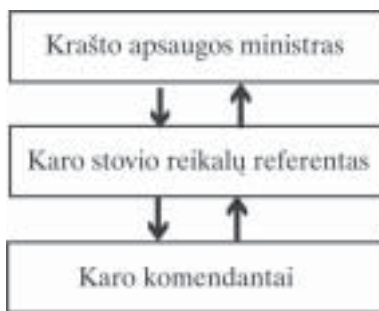 Krašto apsaugos ministras
Karo stovio reikalų referentas
Karo komendantai